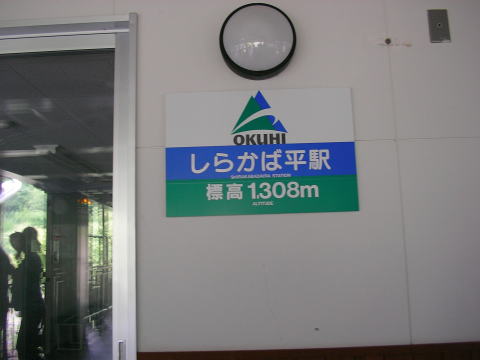 OKUHI
しらかば平駅
SHIRAKABADAIRA STATION
標高 1.308m
ALTITUDE